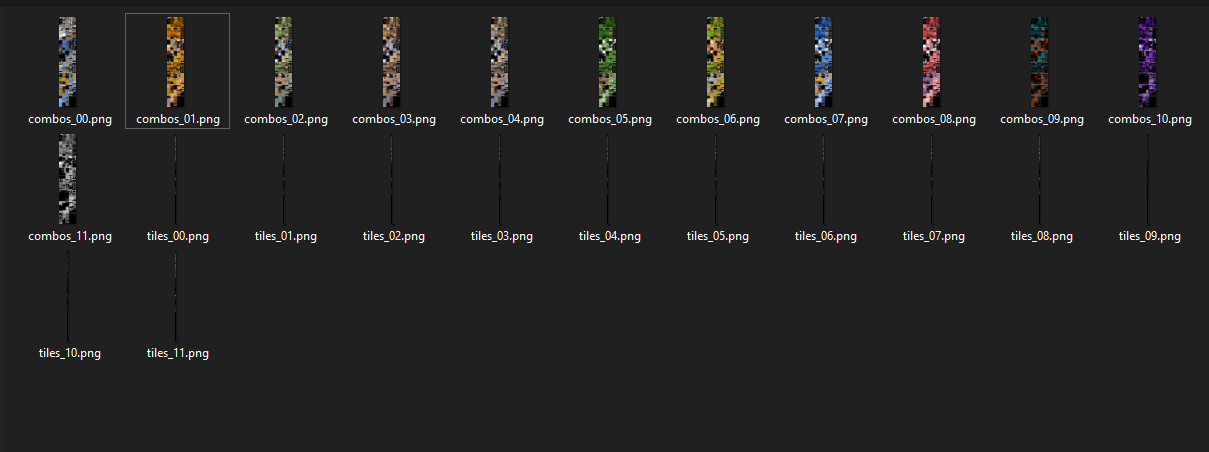 combos_00.png combos_01.png combos_02.png combos_03.png combos_04.png combos_05.png combos_06.png combos_07.png combos_08.png combos_09.png combos_10.png
combos_11.png tiles_00.png tiles_01.png tiles_02.png tiles_03.png tiles_04.png tiles_05.png tiles_06.png tiles_07.png tiles_08.png tiles_09.png
tiles_10.png tiles_11.png